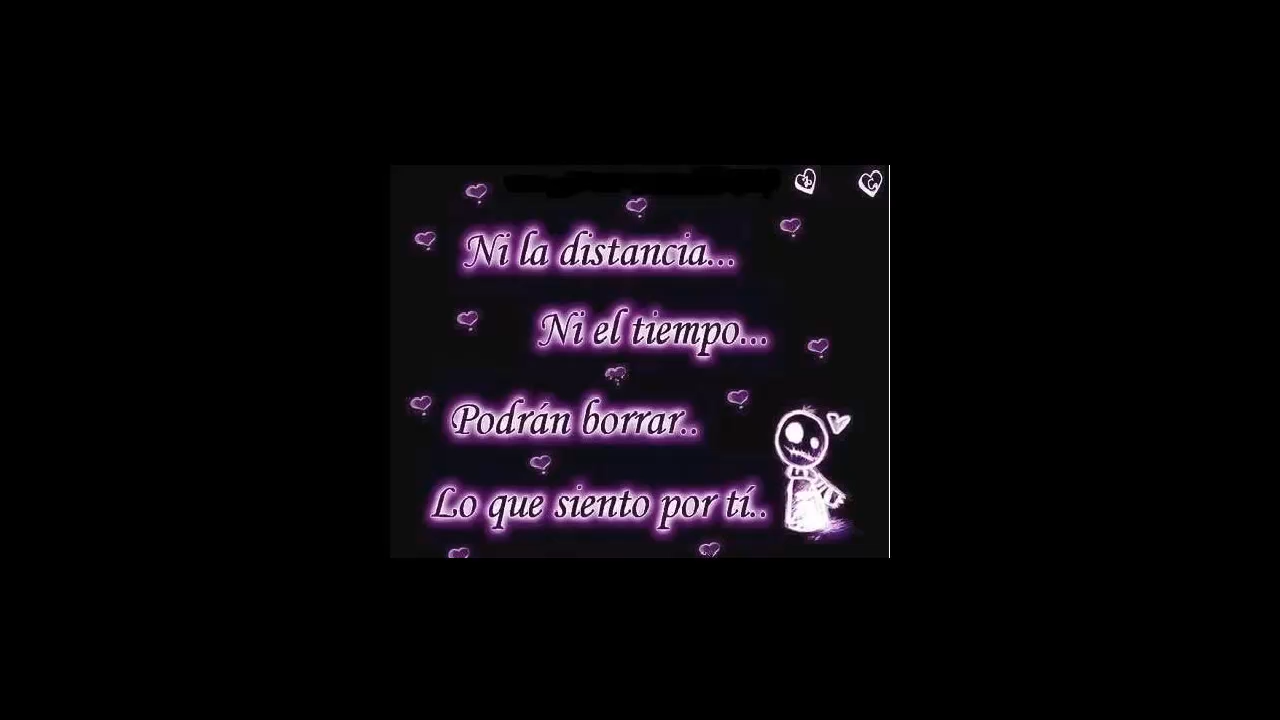 Ni la distancia...
Ni el tiempo...
Podrán borrar..
Lo que siento por tí..